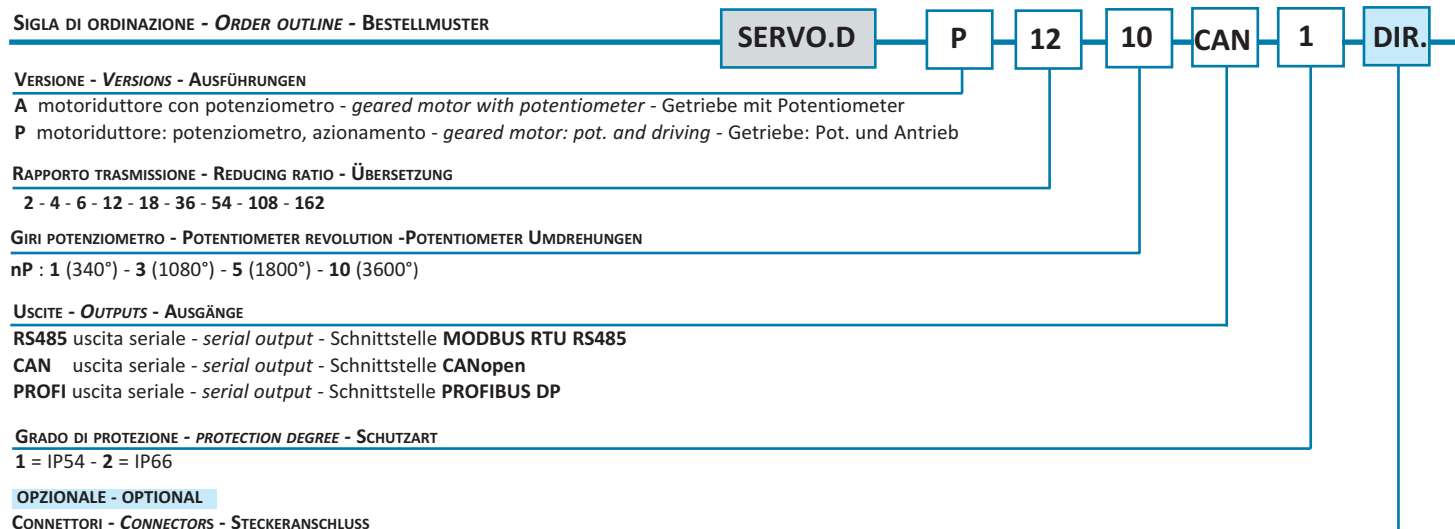 SIGLA DI ORDINAZIONE - ORDER OUTLINE - BESTELLMUSTER
SERVO.D P 12 10 CAN 1 DIR.
VERSIONE - VERSIONS - AUSFÜHRUNGEN
A motoriduttore con potenziometro - geared motor with potentiometer - Getriebe mit Potentiometer
P motoriduttore: potenziometro, azionamento - geared motor: pot. and driving - Getriebe: Pot. und Antrieb
RAPPORTO TRASMISSIONE - REDUCING RATIO - ÜBERSETZUNG
2 - 4 - 6 - 12 - 18 - 36 - 54 - 108 - 162
GIRI POTENZIOMETRO - POTENTIOMETER REVOLUTION -POTENTIOMETER UMDREHUNGEN
nP : 1 (340°) - 3 (1080°) - 5 (1800°) - 10 (3600°)
USCITE - OUTPUTS - AUSGÄNGE
RS485 uscita seriale - serial output - Schnittstelle MODBUS RTU RS485
CAN uscita seriale - serial output - Schnittstelle CANopen
PROFI uscita seriale - serial output - Schnittstelle PROFIBUS DP
GRADO DI PROTEZIONE - PROTECTION DEGREE - SCHUTZART
1 = IP54 - 2 = IP66
OPZIONALE - OPTIONAL
CONNETTORI - CONNECTORS - STECKERANSCHLUSS